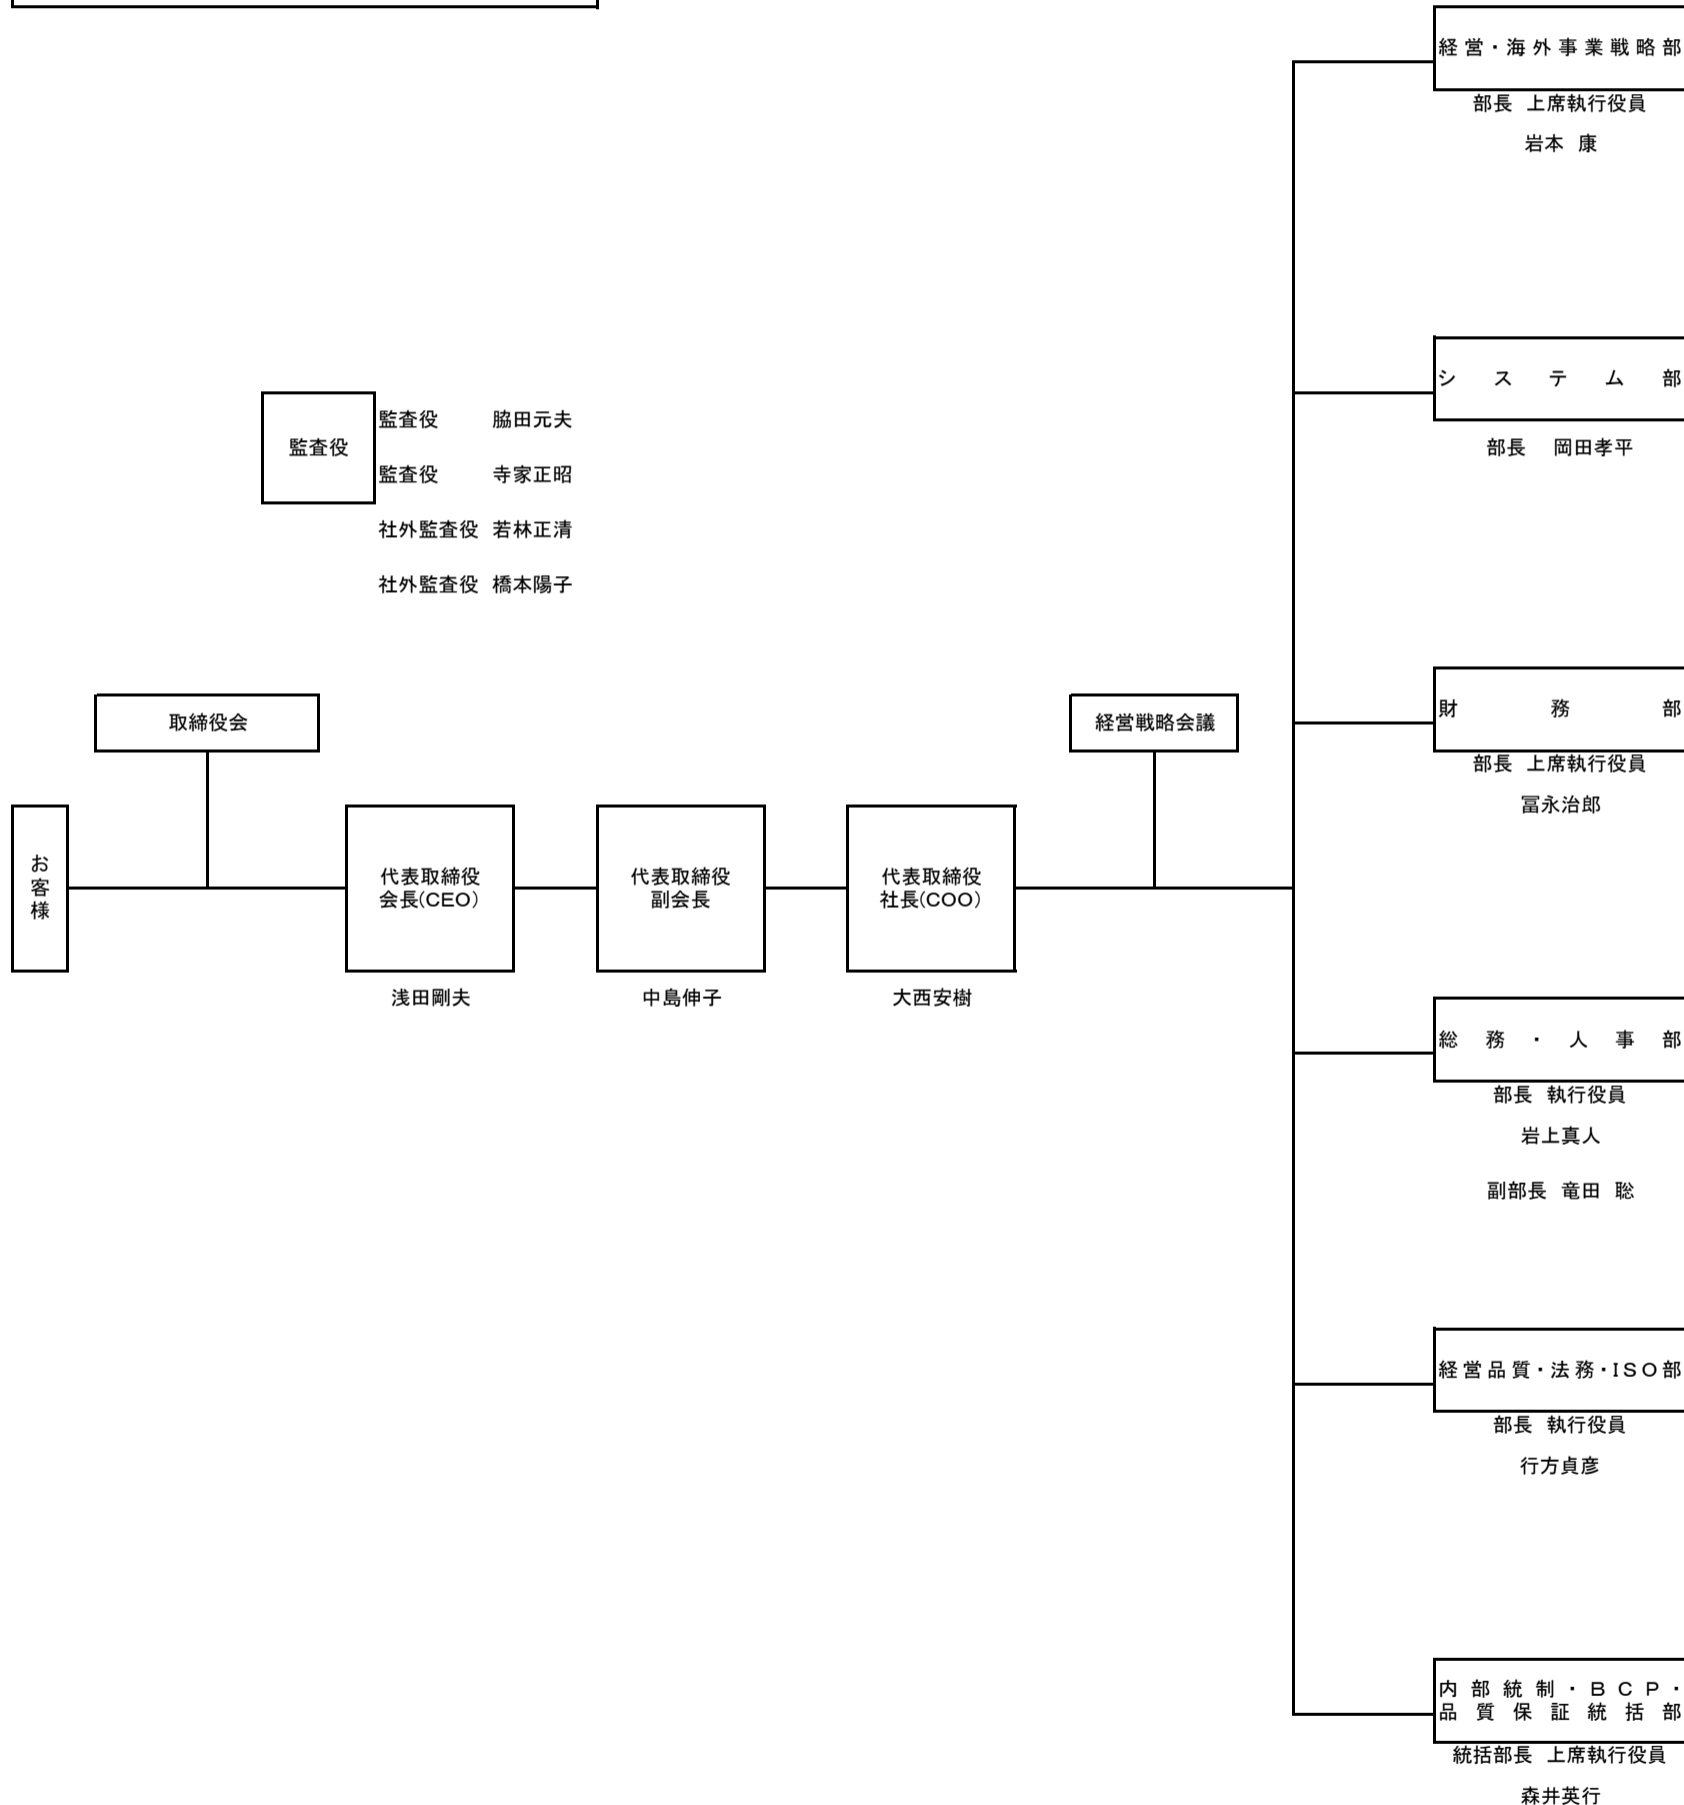 経営・海外事業戦略部
部長 上席執行役員
岩本 康
システム部
部長 岡田孝平
監査役
監査役 脇田元夫
監査役 寺家正昭
社外監査役 若林正清
社外監査役 橋本陽子
取締役会
経営戦略会議
財務部
部長 上席執行役員
冨永治郎
お客様
代表取締役
会長(CEO)
浅田剛夫
代表取締役
副会長
中島伸子
代表取締役
社長(COO)
大西安樹
総務・人事部
部長 執行役員
岩上真人
副部長 竜田 聡
経営品質・法務・ISO部
部長 執行役員
行方貞彦
内部統制・BCP・
品質保証統括部
統括部長 上席執行役員
森井英行